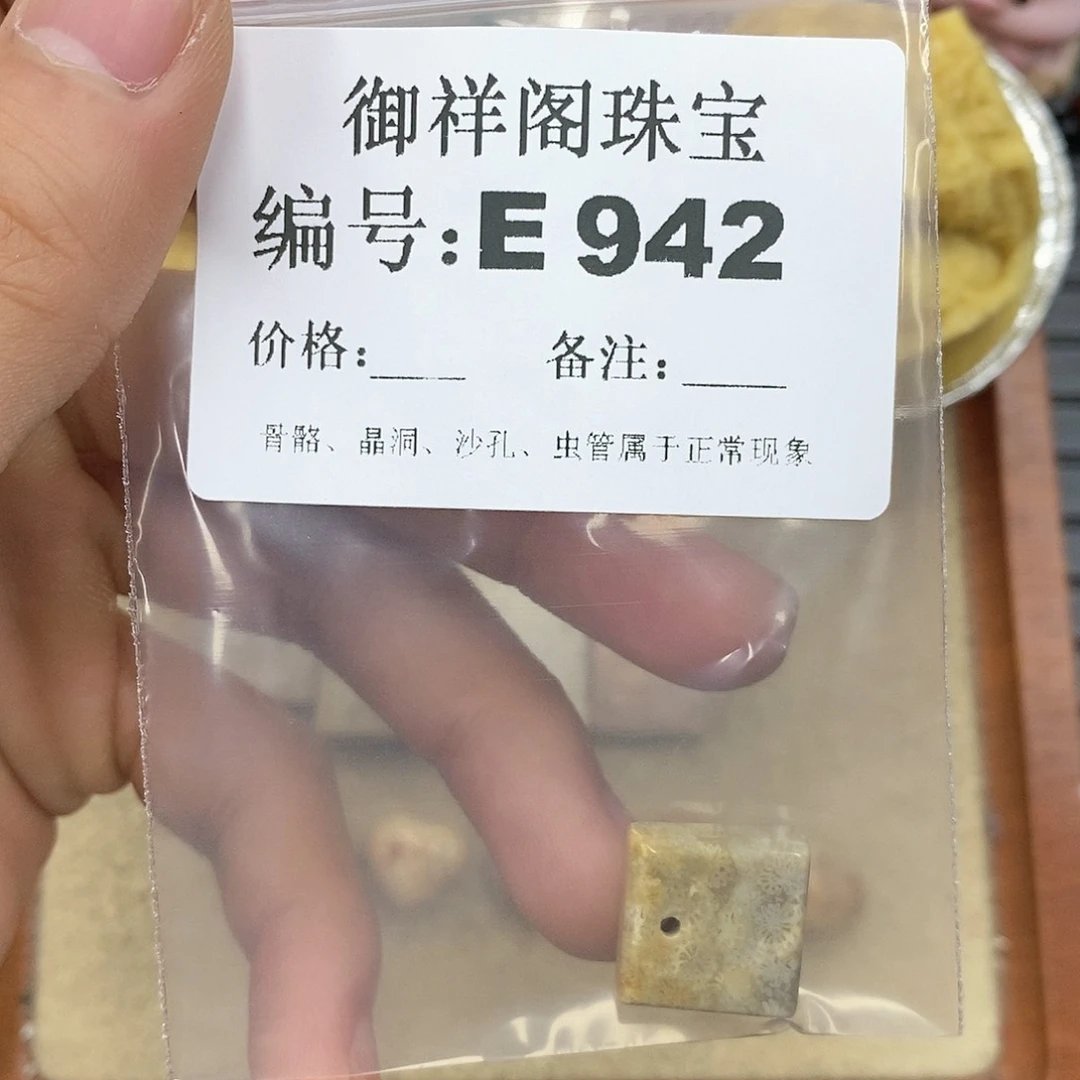 御祥阁珠宝
编号:E 942
价格:____ 备注:____
骨骼、晶洞、沙孔、虫管属于正常现象